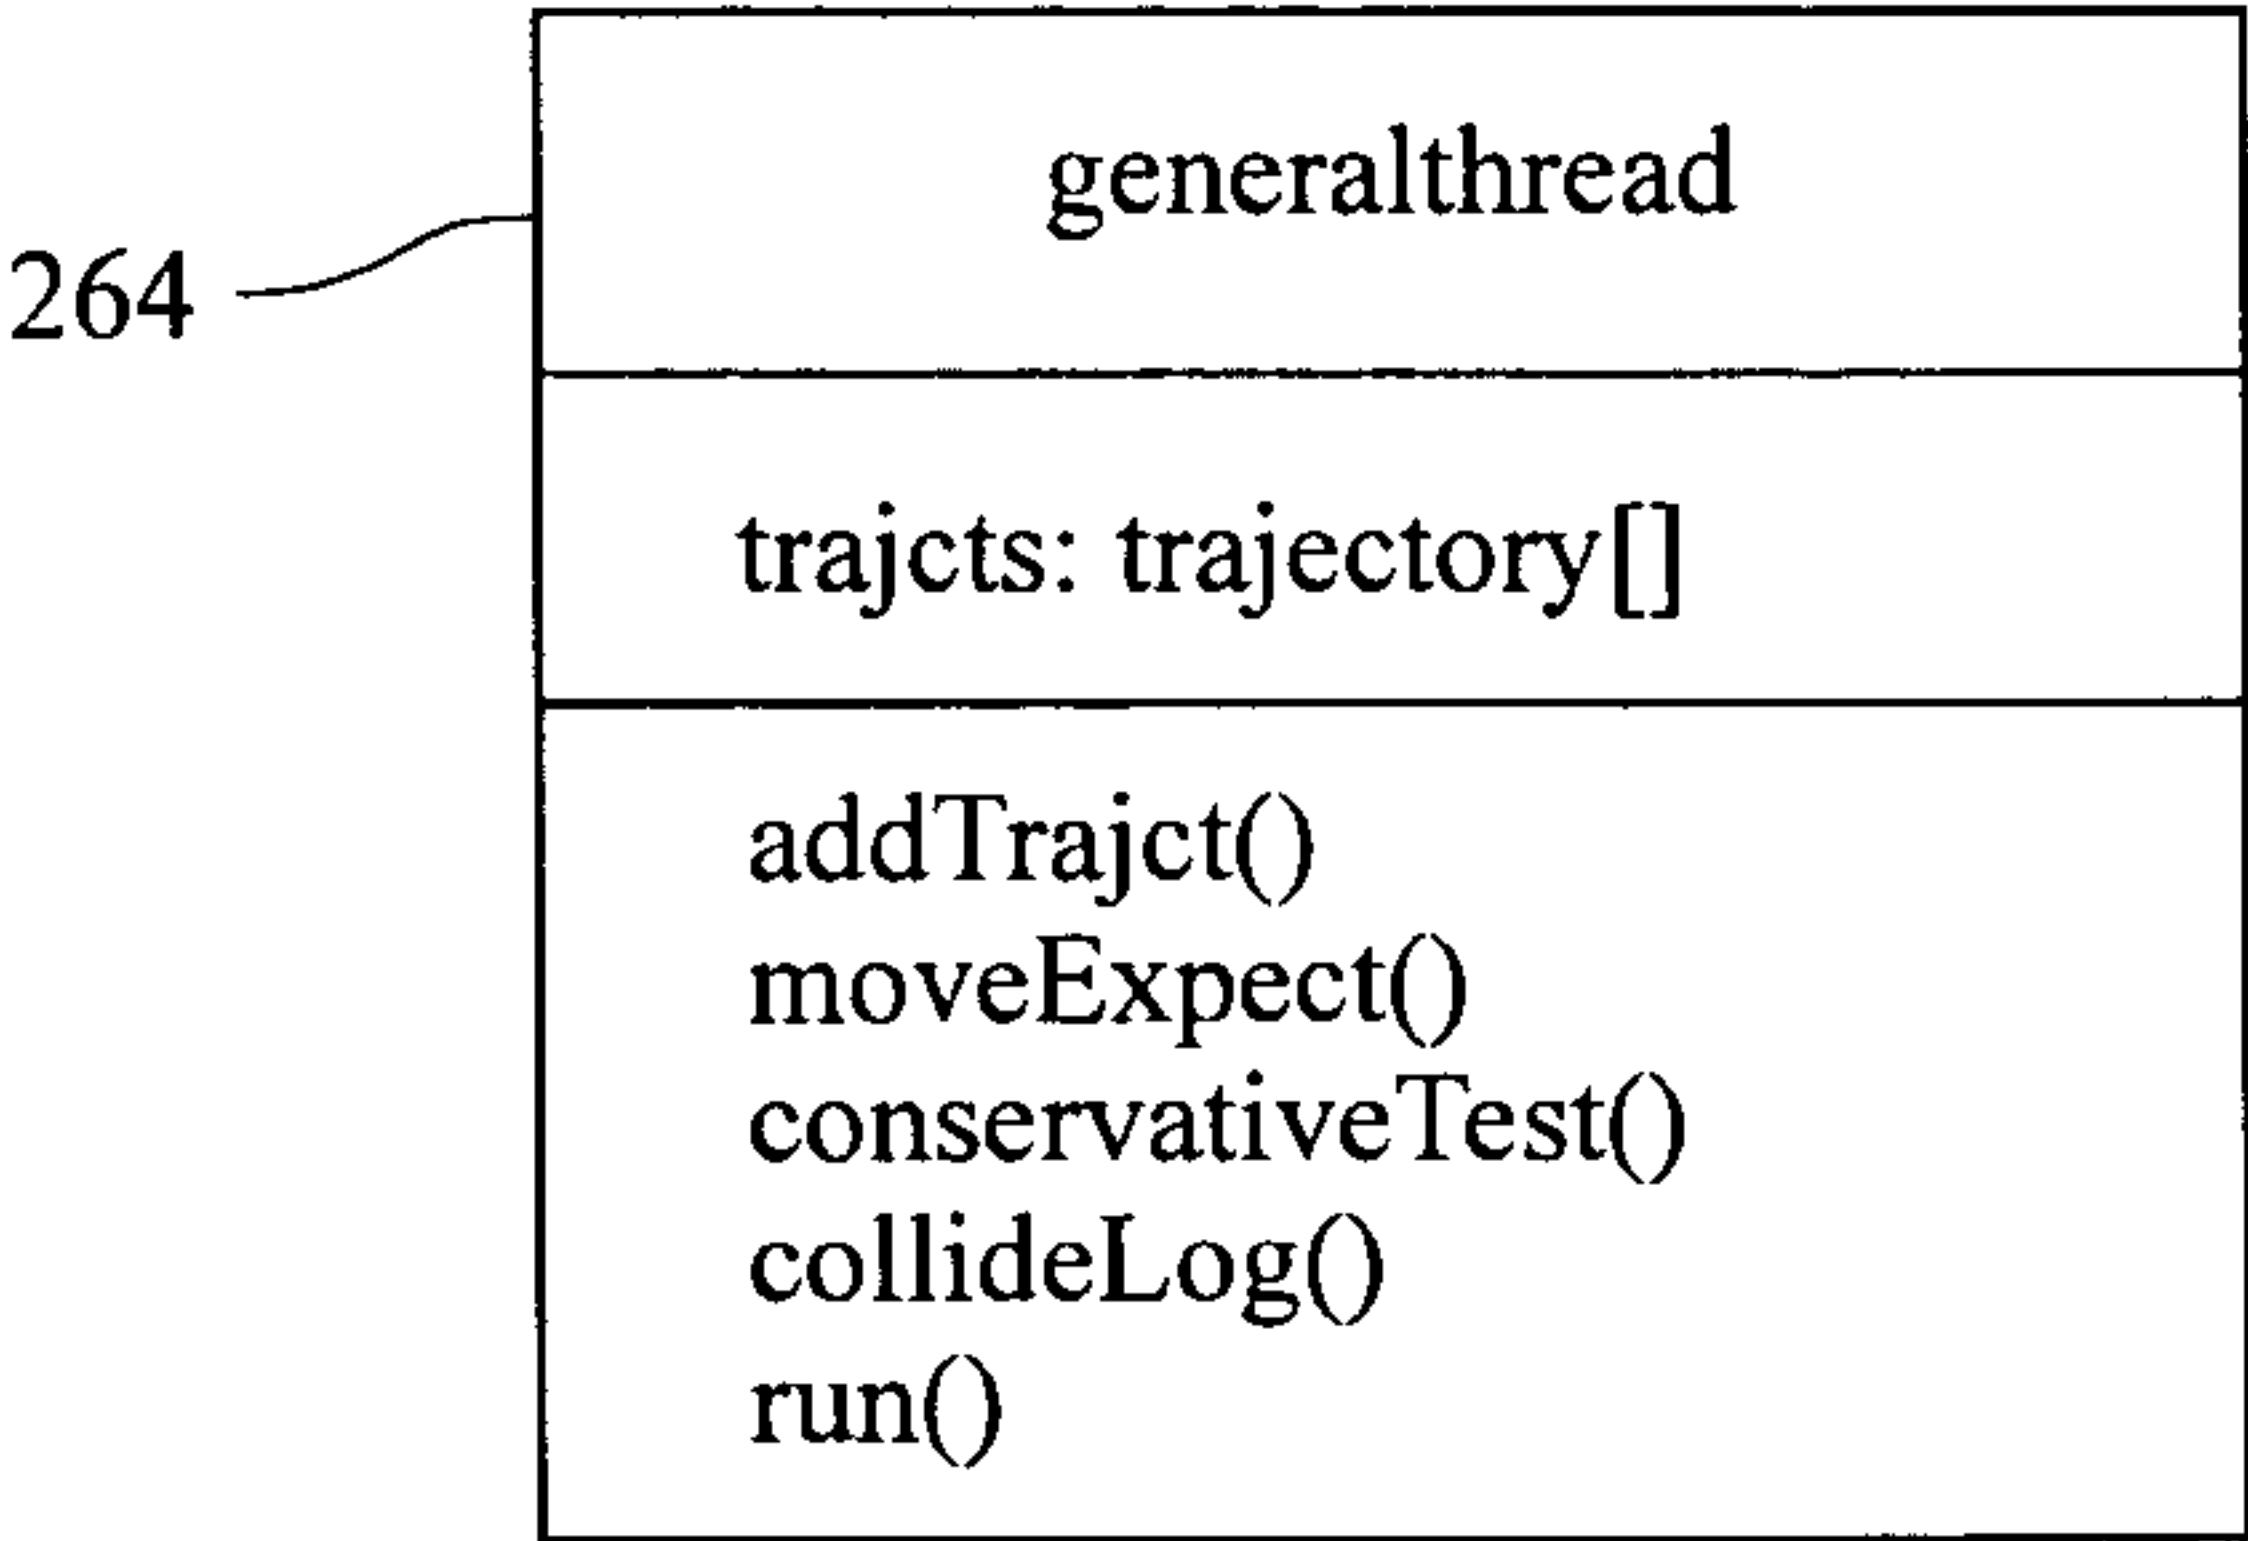 generalthread
264
trajcts: trajectory[]
addTrajct()
moveExpect()
conservativeTest()
collideLog()
run()